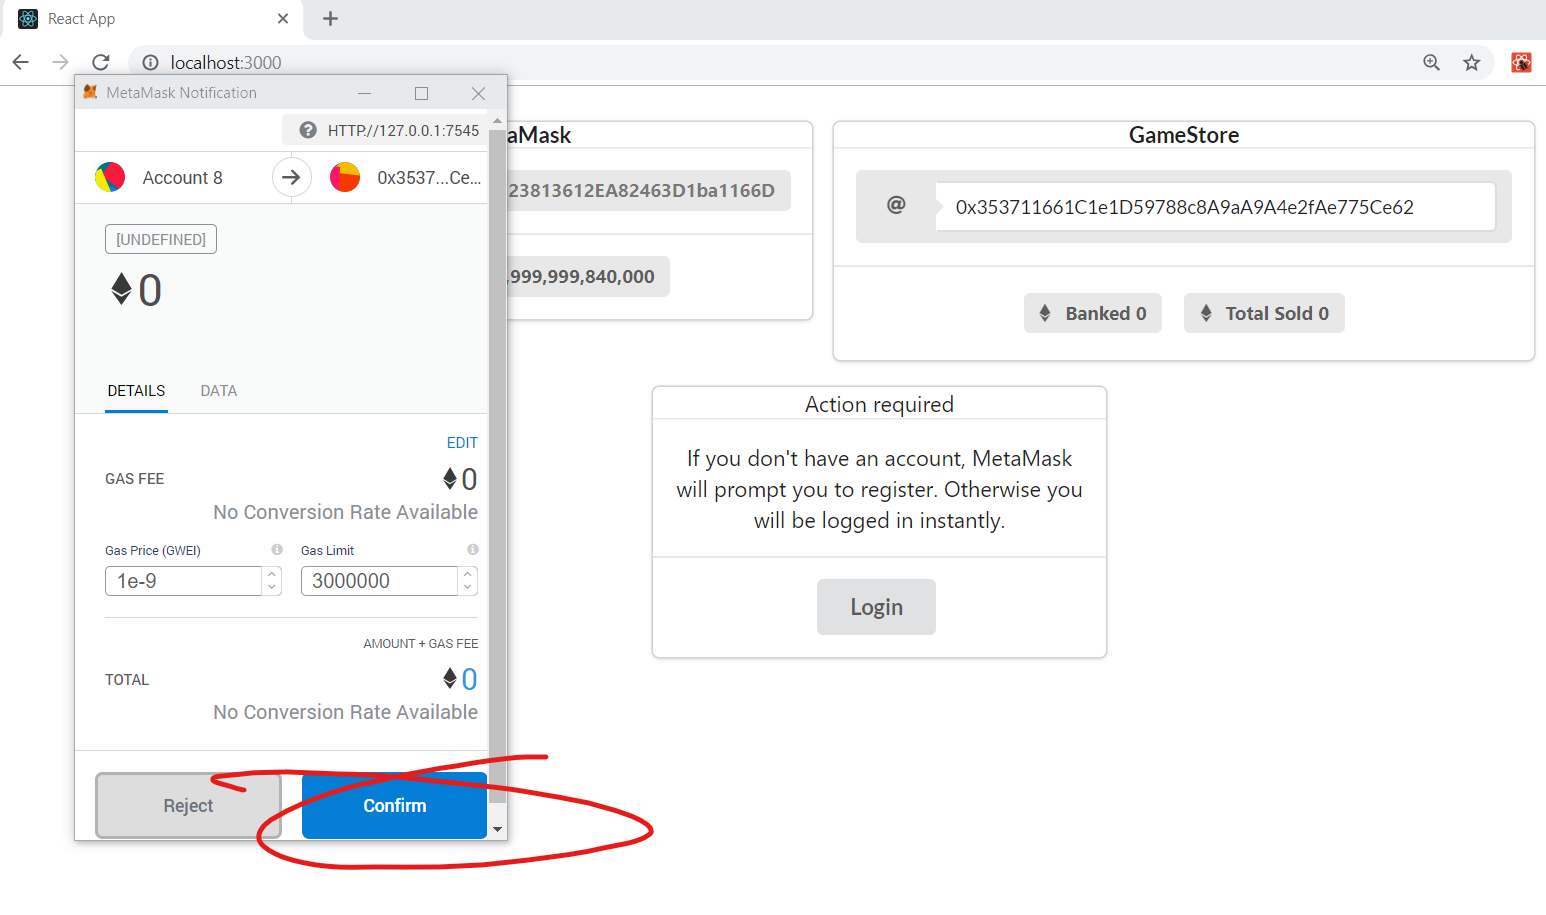 React App
localhost:3000
MetaMask Notification
HTTP://127.0.0.1:7545
Account 8
0x3537...Ce...
[UNDEFINED]
0
DETAILS
DATA
EDIT
GAS FEE
0
No Conversion Rate Available
Gas Price (GWEI)
Gas Limit
1e-9
3000000
AMOUNT + GAS FEE
TOTAL
0
No Conversion Rate Available
Reject
Confirm
aMask
23813612EA82463D1ba1166D
,999,999,840,000
GameStore
@
0x353711661C1e1D59788c8A9aA9A4e2fAe775Ce62
Banked 0
Total Sold 0
Action required
If you don't have an account, MetaMask
will prompt you to register. Otherwise you
will be logged in instantly.
Login